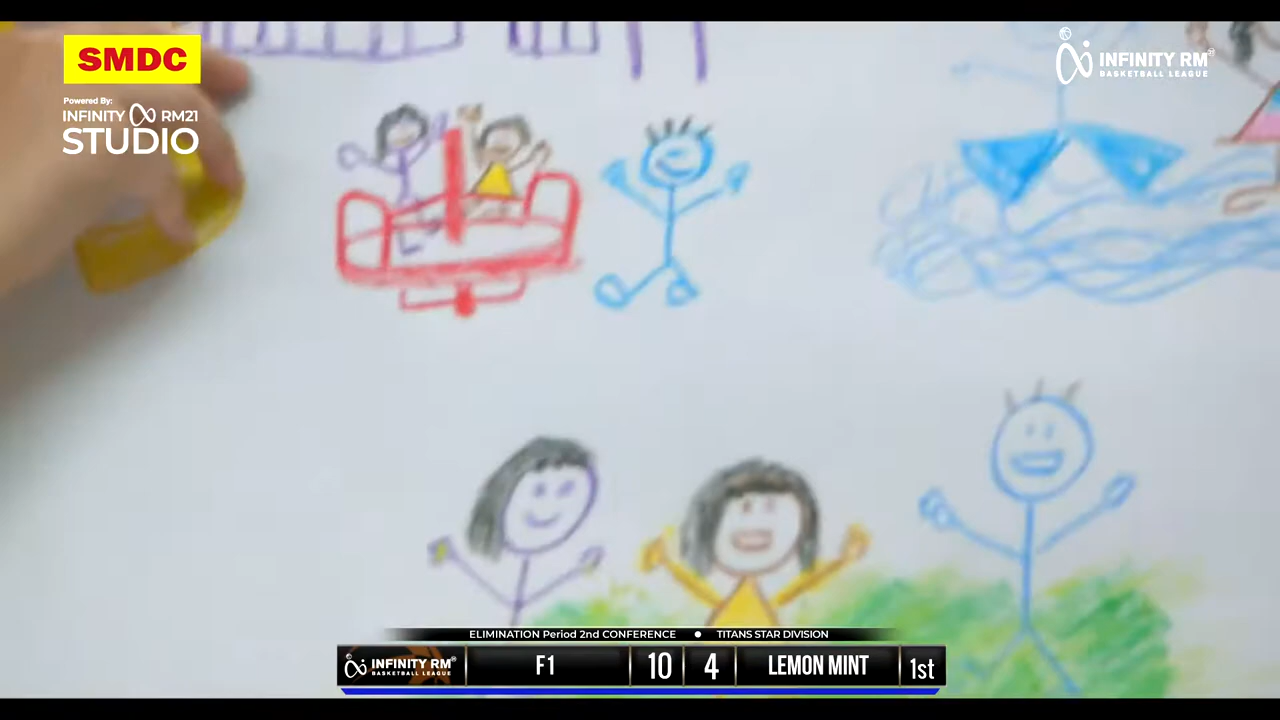 SMDC
Powered By:
INFINITY RM21
STUDIO
INFINITY RM
BASKETBALL LEAGUE
ELIMINATION Period 2nd CONFERENCE • TITANS STAR DIVISION
INFINITY RM
BASKETBALL LEAGUE
F1 10 4 LEMON MINT 1st